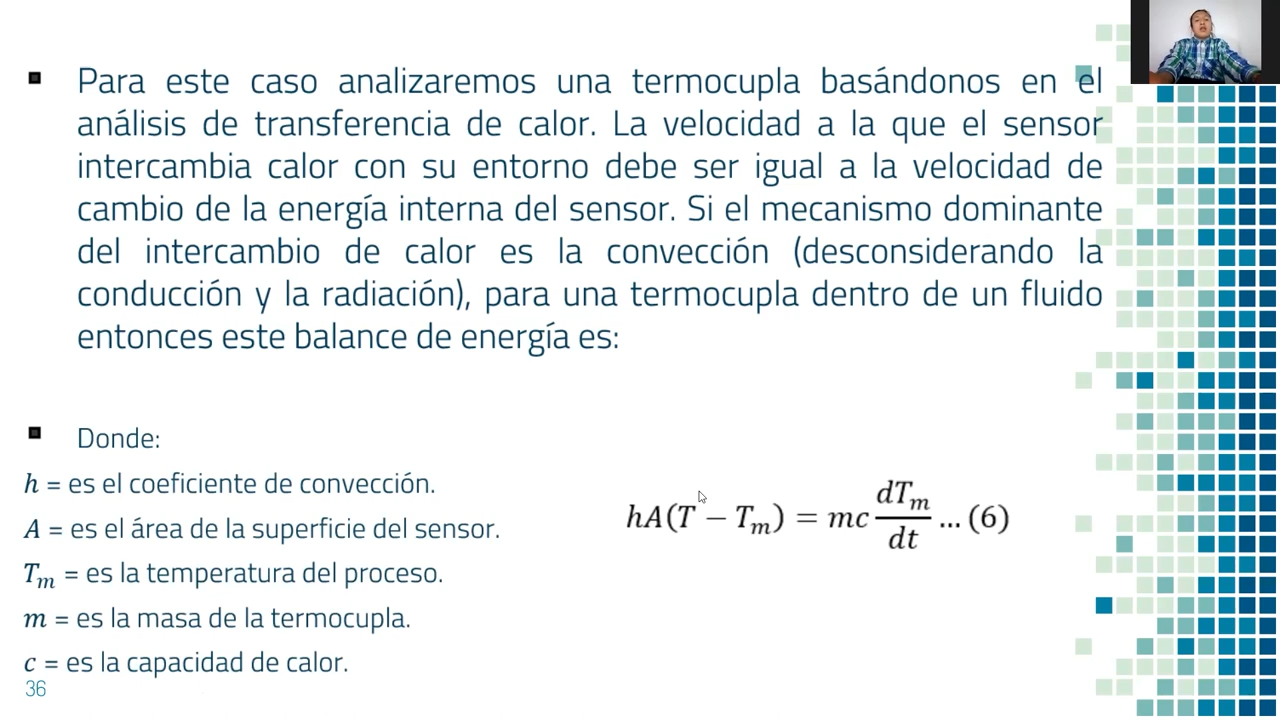 Para este caso analizaremos una termocupla basándonos en el
análisis de transferencia de calor. La velocidad a la que el sensor
intercambia calor con su entorno debe ser igual a la velocidad de
cambio de la energía interna del sensor. Si el mecanismo dominante
del intercambio de calor es la convección (desconsiderando la
conducción y la radiación), para una termocupla dentro de un fluido
entonces este balance de energía es:
Donde:
h = es el coeficiente de convección.
A = es el área de la superficie del sensor.
Tₘ = es la temperatura del proceso.
m = es la masa de la termocupla.
c = es la capacidad de calor.
hA(T − Tₘ) = mc dTₘ/dt ... (6)
36